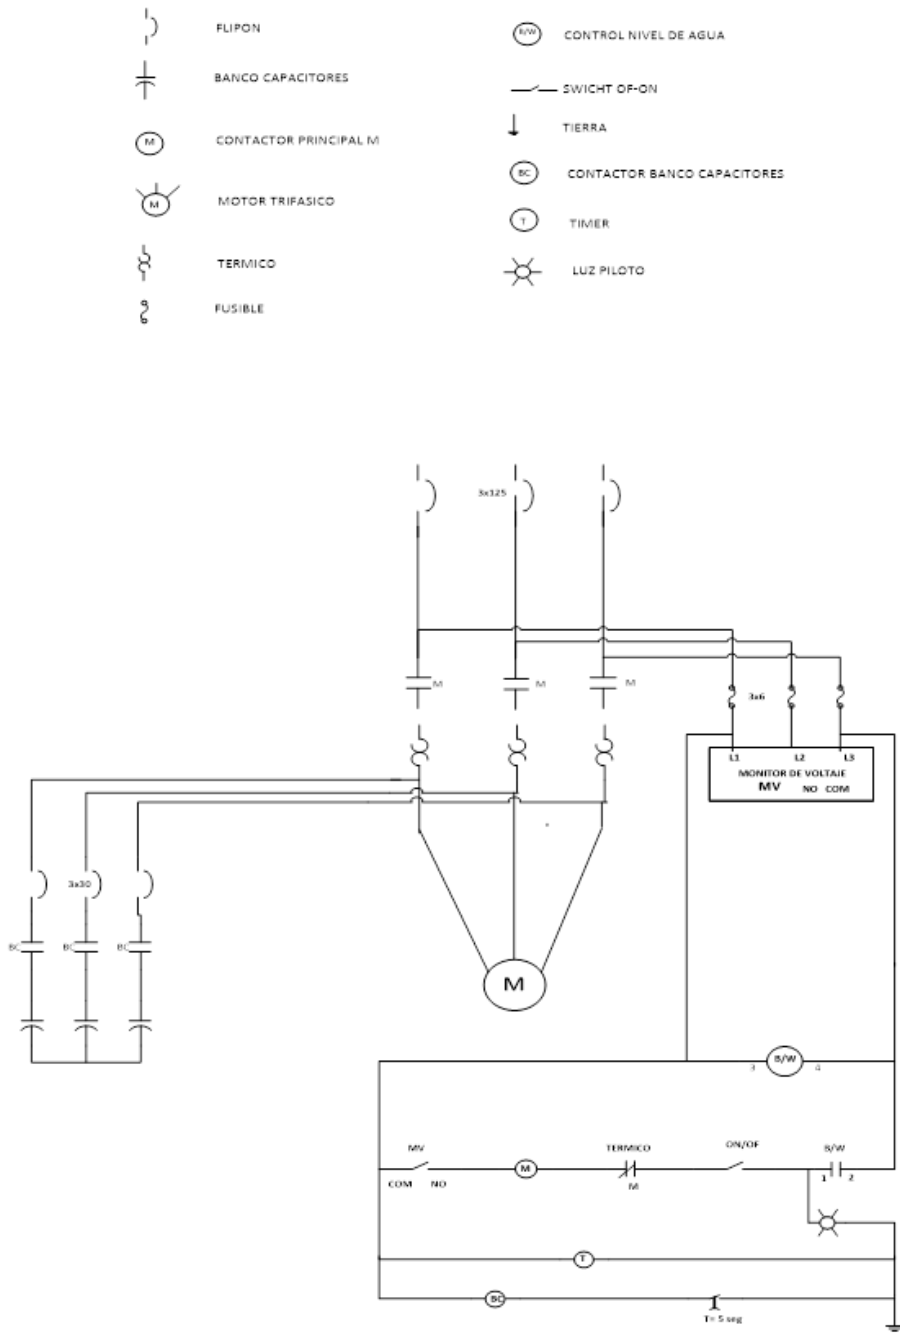 FLIPON
BANCO CAPACITORES
M
CONTACTOR PRINCIPAL M
M
MOTOR TRIFASICO
TERMICO
FUSIBLE
B/W
CONTROL NIVEL DE AGUA
SWICHT OF-ON
TIERRA
BC
CONTACTOR BANCO CAPACITORES
T
TIMER
LUZ PILOTO
3x125
M
M
M
3x6
L1 L2 L3
MONITOR DE VOLTAJE
MV NO COM
3x30
BC
BC
BC
M
3 B/W 4
MV
TERMICO
ON/OF
B/W
M
1 2
COM NO
M
T
BC
T= 5 seg